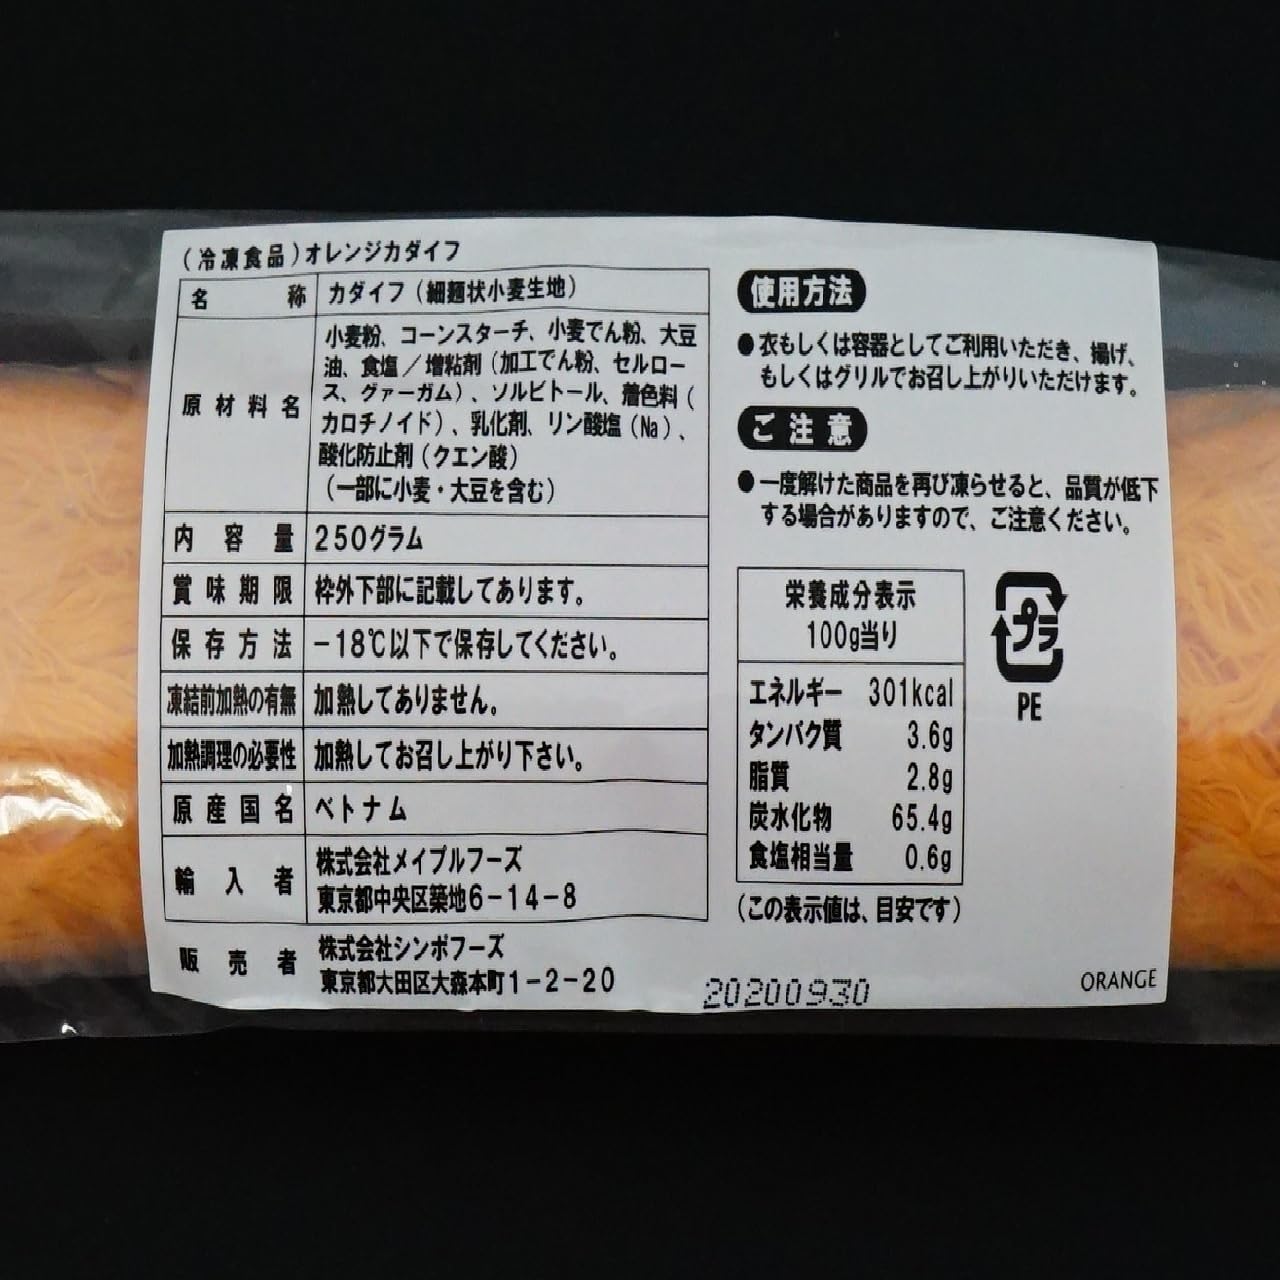 (冷凍食品)オレンジカダイフ
名称 カダイフ(細麺状小麦生地)
原材料名 小麦粉、コーンスターチ、小麦でん粉、大豆
油、食塩/増粘剤(加工でん粉、セルロー
ス、グァーガム)、ソルビトール、着色料(
カロチノイド)、乳化剤、リン酸塩(Na)、
酸化防止剤(クエン酸)
(一部に小麦・大豆を含む)
内容量 250グラム
賞味期限 枠外下部に記載してあります。
保存方法 -18℃以下で保存してください。
凍結前加熱の有無 加熱してありません。
加熱調理の必要性 加熱してお召し上がり下さい。
原産国名 ベトナム
輸入者 株式会社メイプルフーズ
東京都中央区築地6-14-8
販売者 株式会社シンポフーズ
東京都大田区大森本町1-2-20
使用方法
●衣もしくは容器としてご利用いただき、揚げ、
もしくはグリルでお召し上がりいただけます。
ご注意
●一度解けた商品を再び凍らせると、品質が低下
する場合がありますので、ご注意ください。
栄養成分表示
100g当り
エネルギー 301kcal
タンパク質 3.6g
脂質 2.8g
炭水化物 65.4g
食塩相当量 0.6g
(この表示値は、目安です)
プラ
PE
20200930
ORANGE